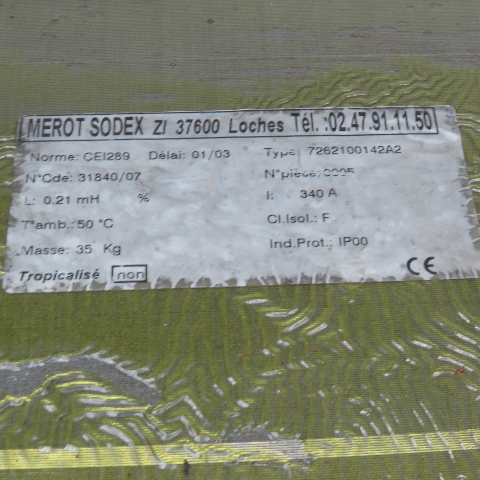 MEROT SODEX ZI 37600 Loches Tél. :02.47.91.11.50
Norme: CEI289 Délai: 01/03 Type: 7262100142A2
N°Cde: 31840/07 N°pièce:
L: 0.21 mH % I: 340 A
T°amb.: 50 °C Cl.Isol.: F
Masse: 35 Kg Ind.Prot.: IP00
Tropicalisé non CE